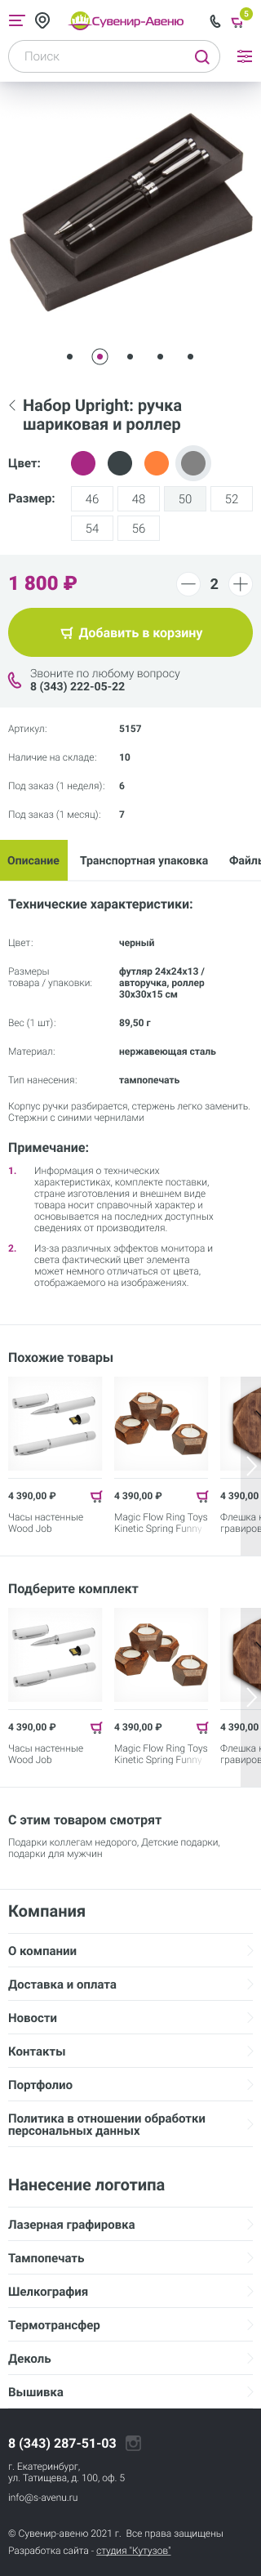 Сувенир-Авеню
5
Поиск
Набор Upright: ручка
шариковая и роллер
Цвет:
Размер:
46 48 50 52
54 56
1 800 ₽
2
Добавить в корзину
Звоните по любому вопросу
8 (343) 222-05-22
Артикул: 5157
Наличие на складе: 10
Под заказ (1 неделя): 6
Под заказ (1 месяц): 7
Описание Транспортная упаковка Файлы
Технические характеристики:
Цвет: черный
Размеры футляр 24х24х13 /
товара / упаковки: авторучка, роллер
30х30х15 см
Вес (1 шт): 89,50 г
Материал: нержавеющая сталь
Тип нанесения: тампопечать
Корпус ручки разбирается, стержень легко заменить.
Стержни с синими чернилами
Примечание:
1. Информация о технических
характеристиках, комплекте поставки,
стране изготовления и внешнем виде
товара носит справочный характер и
основывается на последних доступных
сведениях от производителя.
2. Из-за различных эффектов монитора и
света фактический цвет элемента
может немного отличаться от цвета,
отображаемого на изображениях.
Похожие товары
4 390,00 ₽ 4 390,00 ₽ 4 390,00
Часы настенные Magic Flow Ring Toys Флешка
Wood Job Kinetic Spring Funny гравиров
Подберите комплект
4 390,00 ₽ 4 390,00 ₽ 4 390,00
Часы настенные Magic Flow Ring Toys Флешка
Wood Job Kinetic Spring Funny гравиров
С этим товаром смотрят
Подарки коллегам недорого, Детские подарки,
подарки для мужчин
Компания
О компании
Доставка и оплата
Новости
Контакты
Портфолио
Политика в отношении обработки
персональных данных
Нанесение логотипа
Лазерная графировка
Тампопечать
Шелкография
Термотрансфер
Деколь
Вышивка
8 (343) 287-51-03
г. Екатеринбург,
ул. Татищева, д. 100, оф. 5
info@s-avenu.ru
© Сувенир-авеню 2021 г. Все права защищены
Разработка сайта - студия "Кутузов"